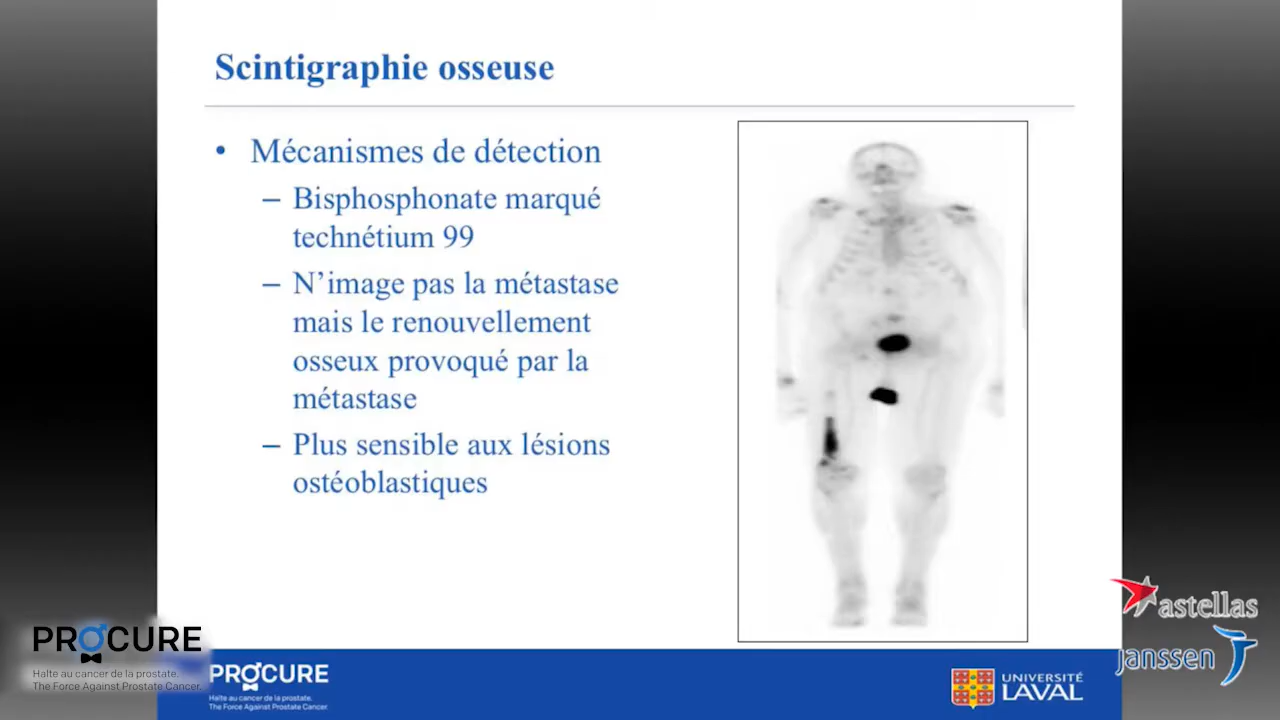 Scintigraphie osseuse
• Mécanismes de détection
– Bisphosphonate marqué
technétium 99
– N’image pas la métastase
mais le renouvellement
osseux provoqué par la
métastase
– Plus sensible aux lésions
ostéoblastiques
PROCURE
Halte au cancer de la prostate.
The Force Against Prostate Cancer.
PROCURE
Halte au cancer de la prostate.
The Force Against Prostate Cancer.
UNIVERSITÉ
LAVAL
astellas
janssen